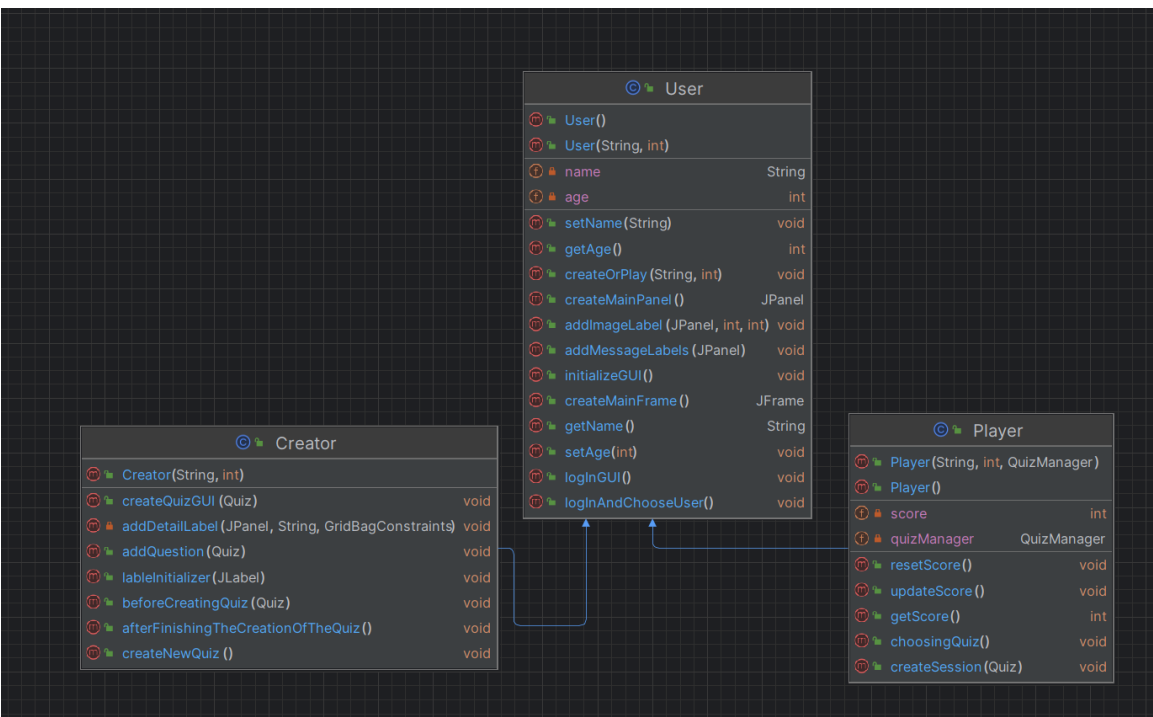 User
User()
User(String, int)
name String
age int
setName(String) void
getAge() int
createOrPlay(String, int) void
createMainPanel() JPanel
addImageLabel(JPanel, int, int) void
addMessageLabels(JPanel) void
initializeGUI() void
createMainFrame() JFrame
getName() String
setAge(int) void
logInGUI() void
logInAndChooseUser() void
Creator
Creator(String, int)
createQuizGUI(Quiz) void
addDetailLabel(JPanel, String, GridBagConstraints) void
addQuestion(Quiz) void
lableInitializer(JLabel) void
beforeCreatingQuiz(Quiz) void
afterFinishingTheCreationOfTheQuiz() void
createNewQuiz() void
Player
Player(String, int, QuizManager)
Player()
score int
quizManager QuizManager
resetScore() void
updateScore() void
getScore() int
choosingQuiz() void
createSession(Quiz) void